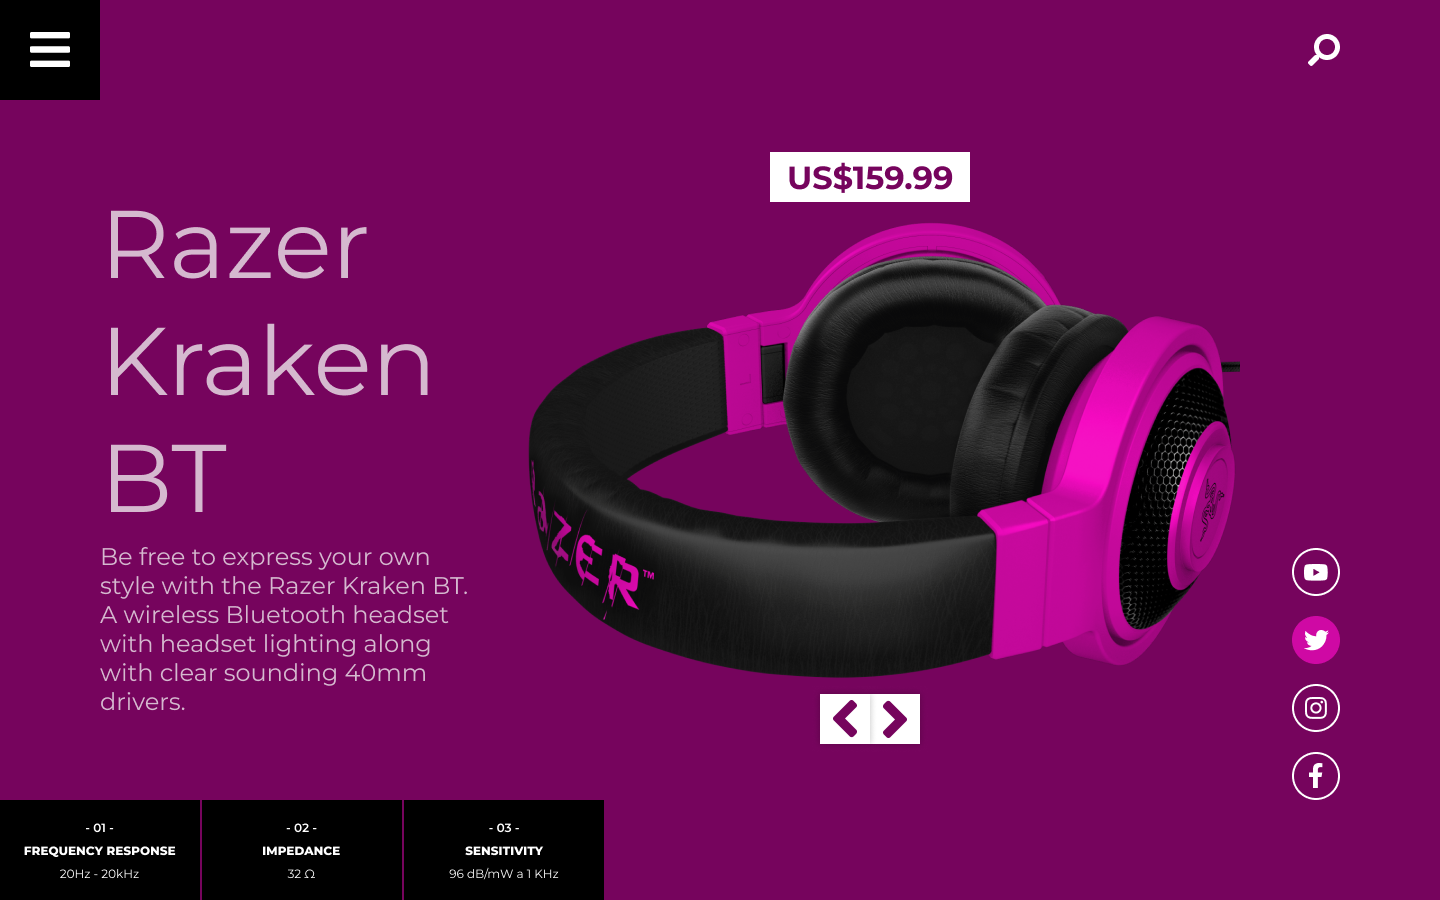 US$159.99
Razer
Kraken
BT
Be free to express your own
style with the Razer Kraken BT.
A wireless Bluetooth headset
with headset lighting along
with clear sounding 40mm
drivers.
RAZER™
- 01 -
FREQUENCY RESPONSE
20Hz - 20kHz
- 02 -
IMPEDANCE
32 Ω
- 03 -
SENSITIVITY
96 dB/mW a 1 KHz